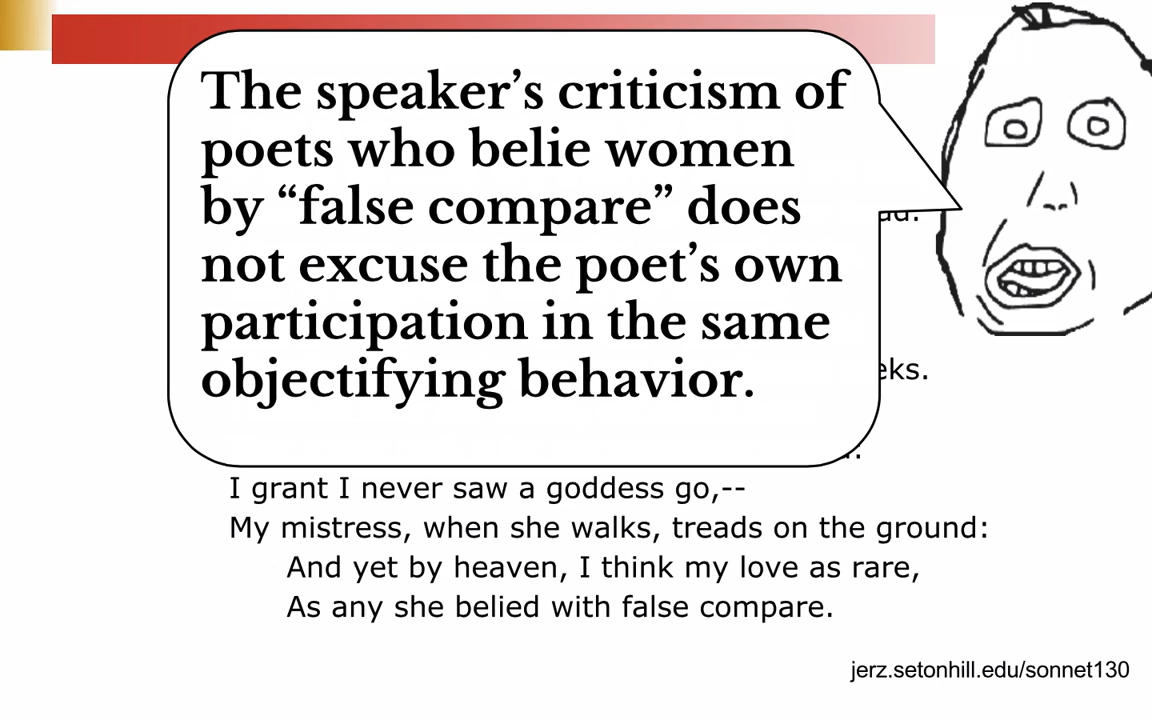 The speaker’s criticism of
poets who belie women
by “false compare” does
not excuse the poet’s own
participation in the same
objectifying behavior.
I grant I never saw a goddess go,--
My mistress, when she walks, treads on the ground:
And yet by heaven, I think my love as rare,
As any she belied with false compare.
jerz.setonhill.edu/sonnet130